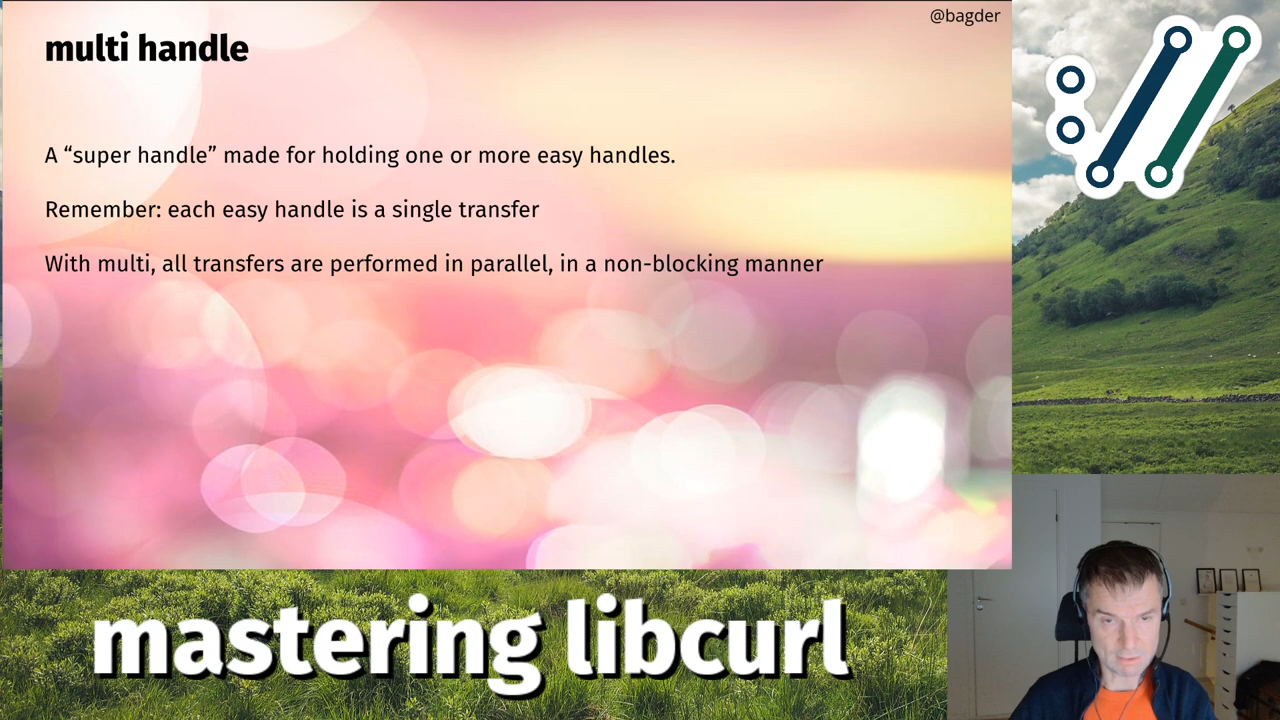 @bagder
multi handle
A “super handle” made for holding one or more easy handles.
Remember: each easy handle is a single transfer
With multi, all transfers are performed in parallel, in a non-blocking manner
mastering libcurl